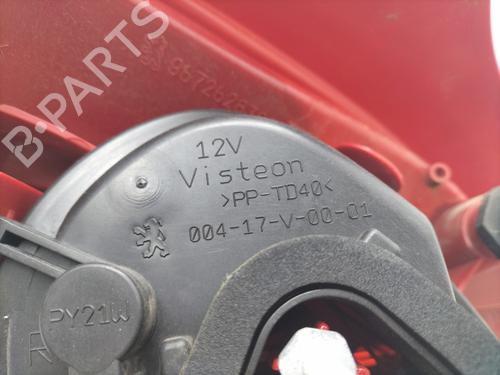 B-PARTS
12V
Visteon
>PP-TD40<
004-17-V-00-01
PY21W
R